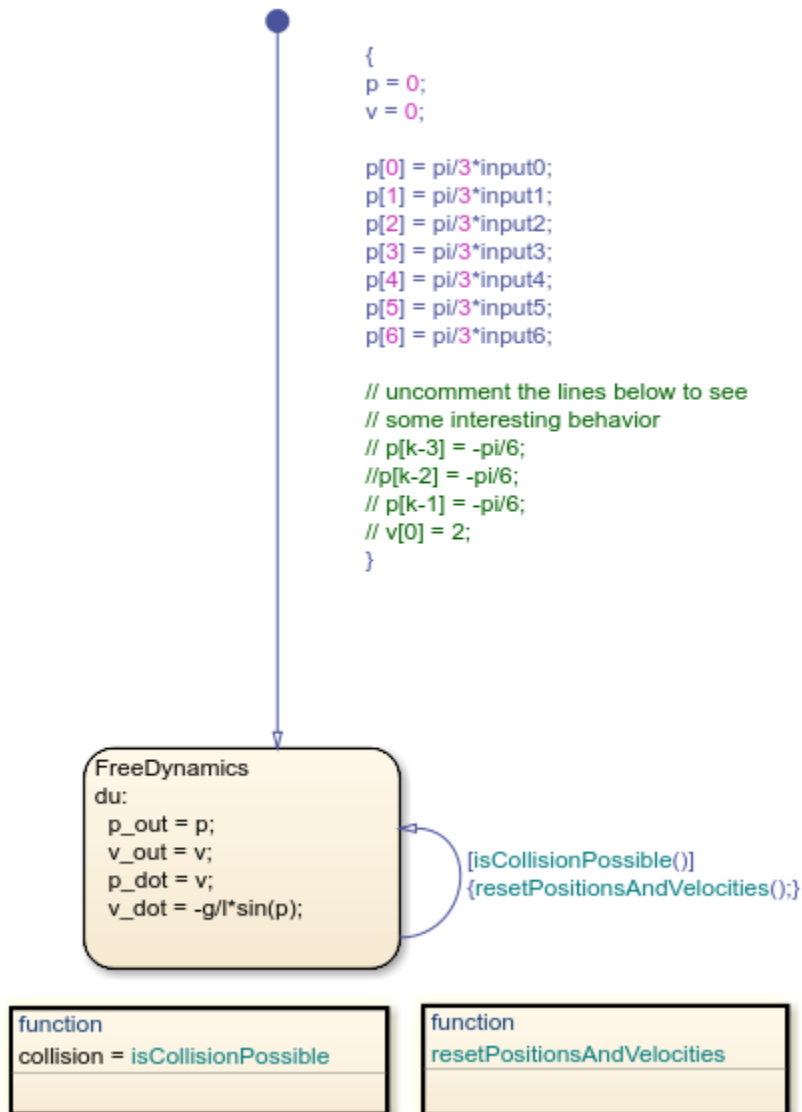 {
p = 0;
v = 0;
p[0] = pi/3*input0;
p[1] = pi/3*input1;
p[2] = pi/3*input2;
p[3] = pi/3*input3;
p[4] = pi/3*input4;
p[5] = pi/3*input5;
p[6] = pi/3*input6;
// uncomment the lines below to see
// some interesting behavior
// p[k-3] = -pi/6;
//p[k-2] = -pi/6;
// p[k-1] = -pi/6;
// v[0] = 2;
}
FreeDynamics
du:
p_out = p;
v_out = v;
p_dot = v;
v_dot = -g/l*sin(p);
[isCollisionPossible()]
{resetPositionsAndVelocities();}
function
collision = isCollisionPossible
function
resetPositionsAndVelocities